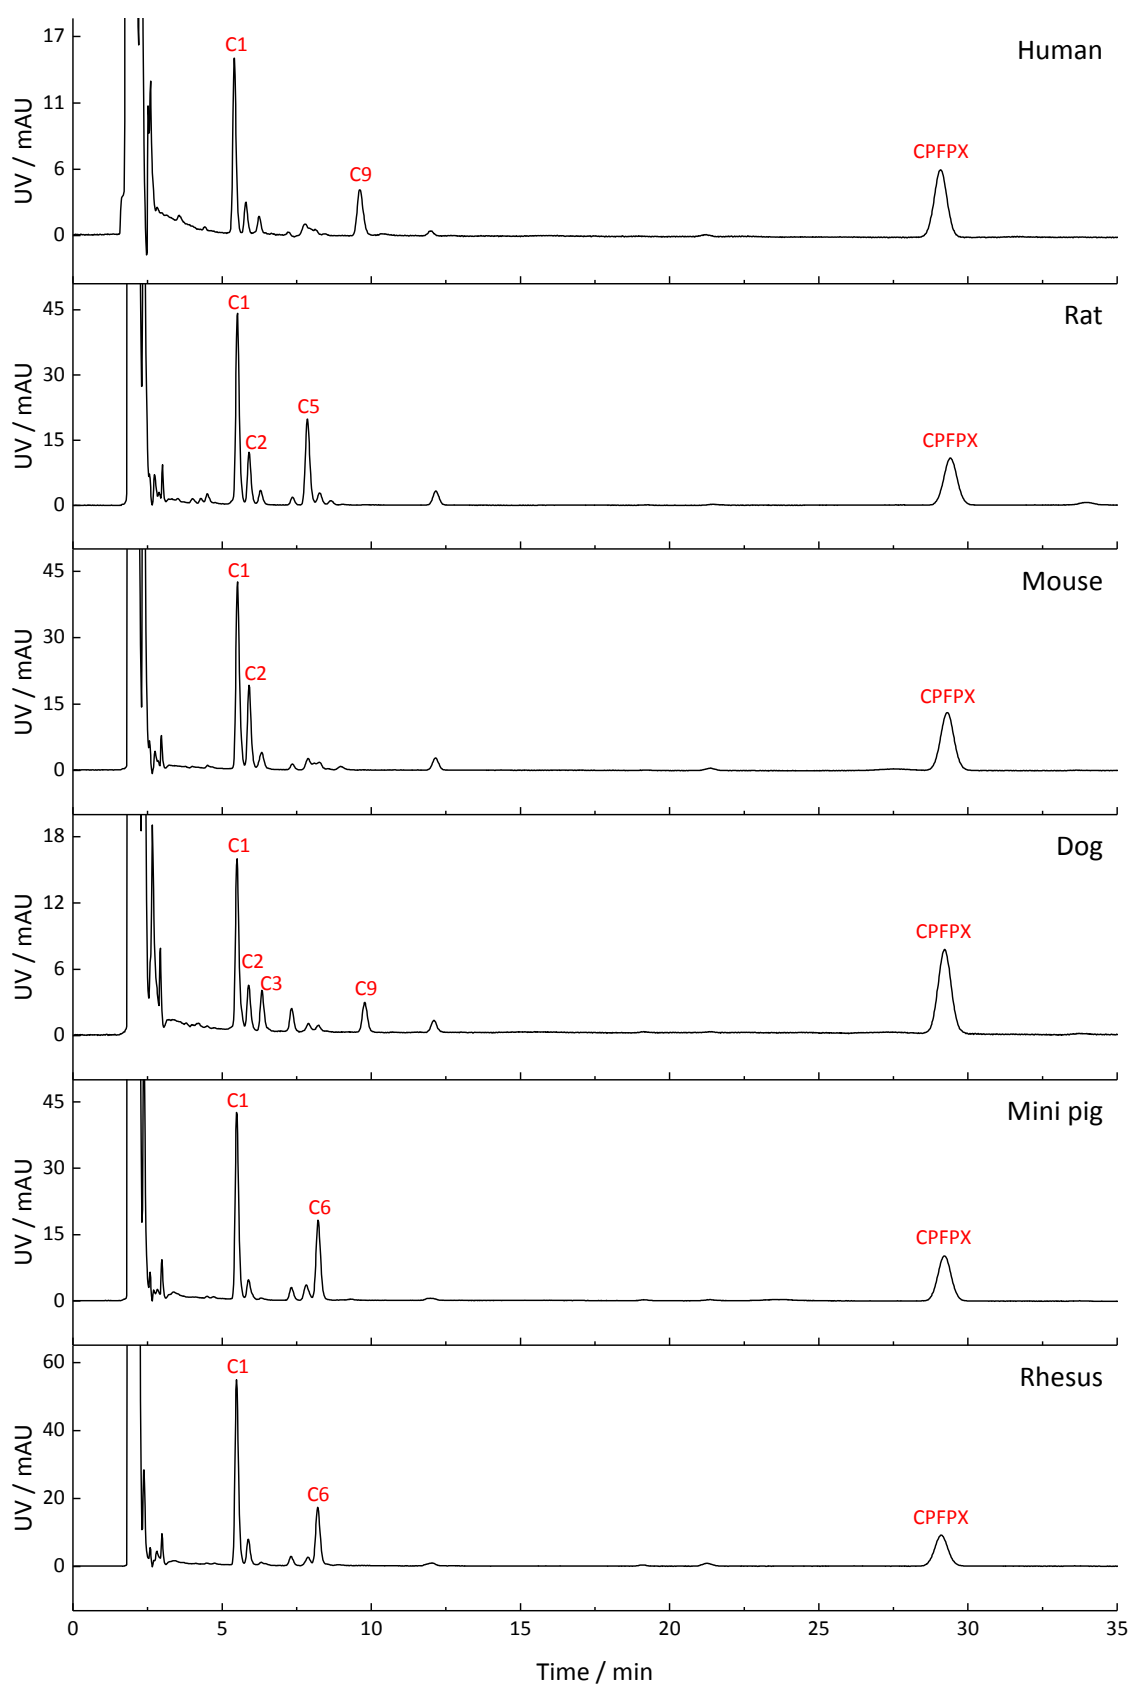 Human
UV / mAU
17
11
6
0
C1
C9
CPFPX
Rat
UV / mAU
45
30
15
0
C1
C2
C5
CPFPX
Mouse
UV / mAU
45
30
15
0
C1
C2
CPFPX
Dog
UV / mAU
18
12
6
0
C1
C2
C3
C9
CPFPX
Mini pig
UV / mAU
45
30
15
0
C1
C6
CPFPX
Rhesus
UV / mAU
60
40
20
0
C1
C6
CPFPX
0 5 10 15 20 25 30 35
Time / min